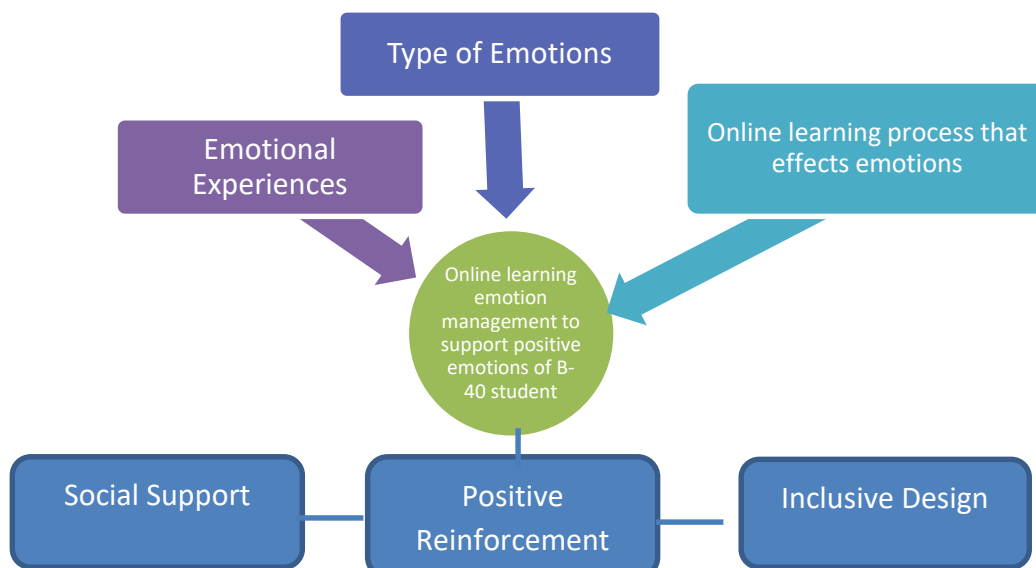 Type of Emotions
Emotional
Experiences
Online learning process that
effects emotions
Online learning
emotion
management to
support positive
emotions of B-
40 student
Social Support
Positive
Reinforcement
Inclusive Design